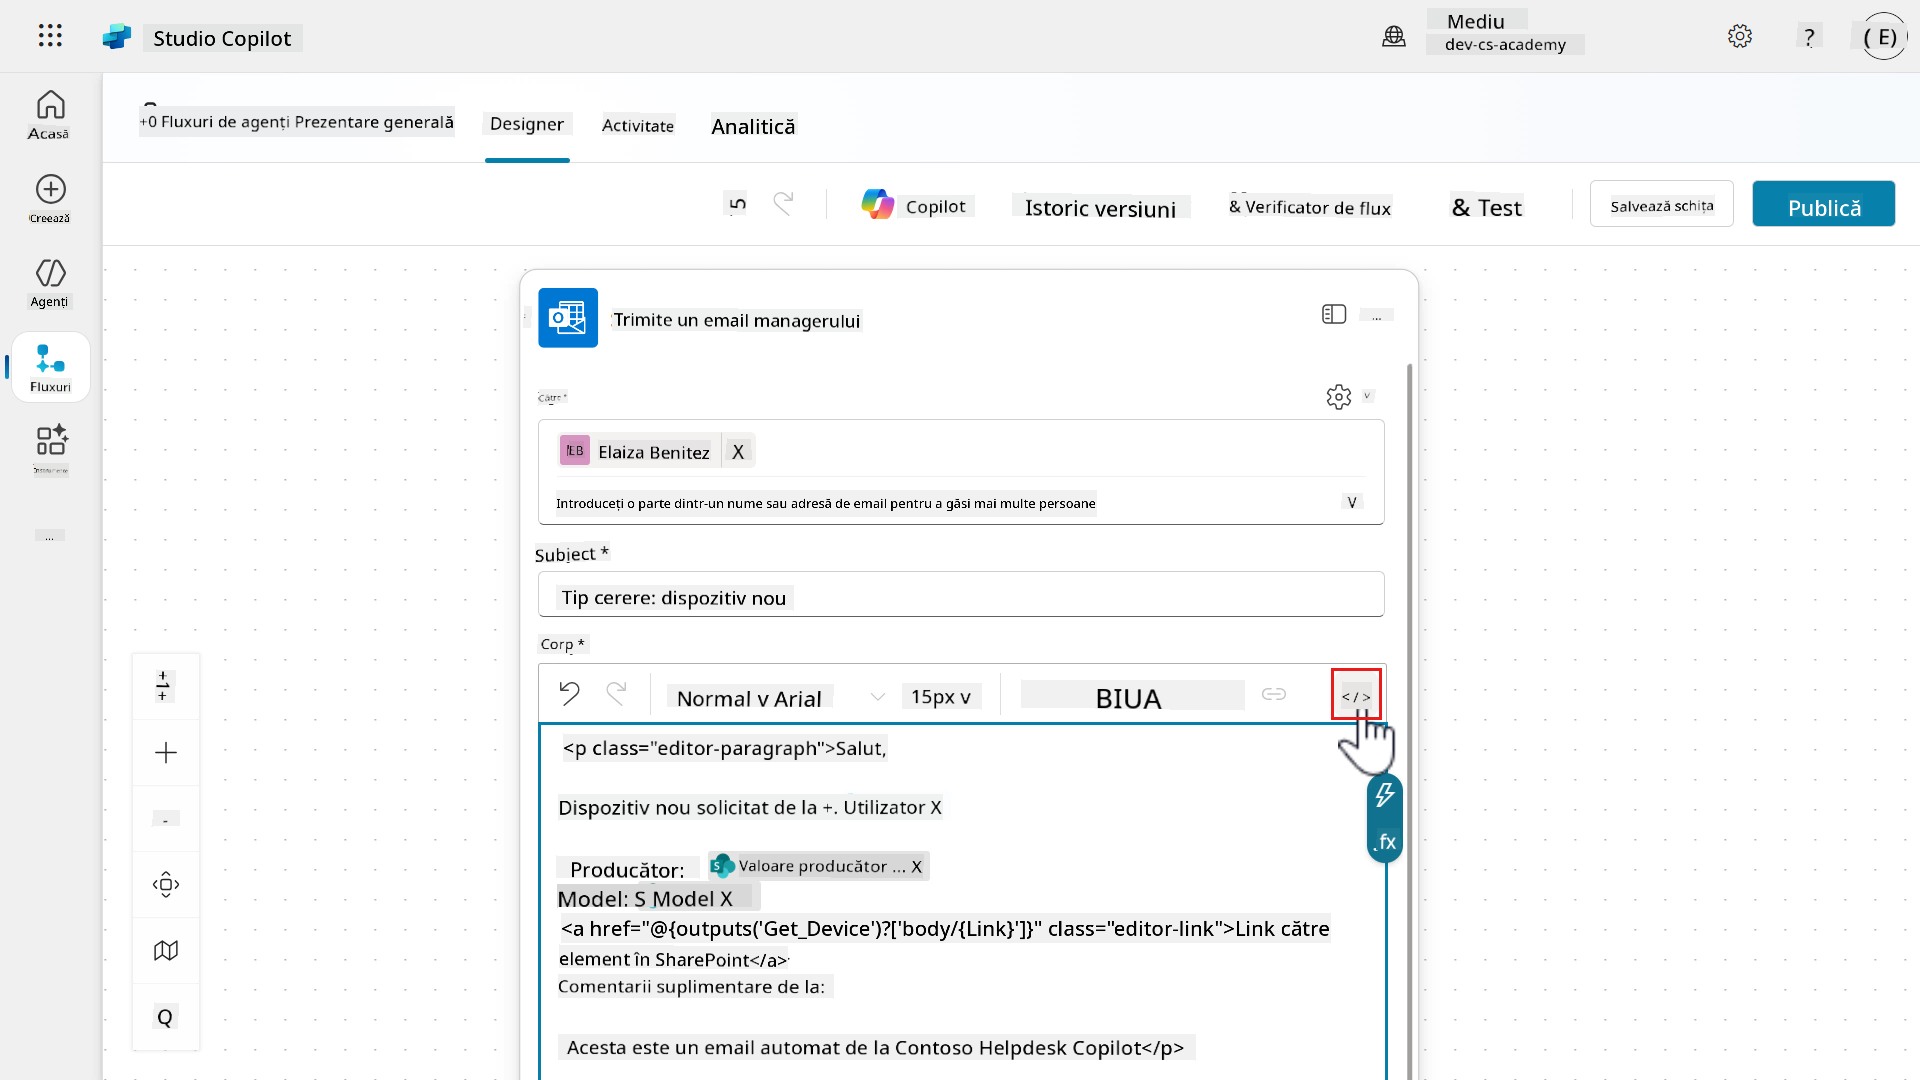 Studio Copilot
Mediu
dev-cs-academy
?
( E)
Acasă
Creează
Agenți
Fluxuri
...
+0 Fluxuri de agenți Prezentare generală
Designer
Activitate
Analitică
5
Copilot
Istoric versiuni
& Verificator de flux
& Test
Salvează schița
Publică
Trimite un email managerului
...
Către *
v
EB
Elaiza Benitez
X
Introduceți o parte dintr-un nume sau adresă de email pentru a găsi mai multe persoane
V
Subiect *
Tip cerere: dispozitiv nou
Corp *
Normal v Arial
15px v
BIUA
</>
<p class="editor-paragraph">Salut,
Dispozitiv nou solicitat de la +. Utilizator X
Producător: S Valoare producător ... X
Model: S Model X
<a href="@{outputs('Get_Device')?['body/{Link}']}" class="editor-link">Link către
element în SharePoint</a>
Comentarii suplimentare de la:
Acesta este un email automat de la Contoso Helpdesk Copilot</p>
fx
+1+
-
Q